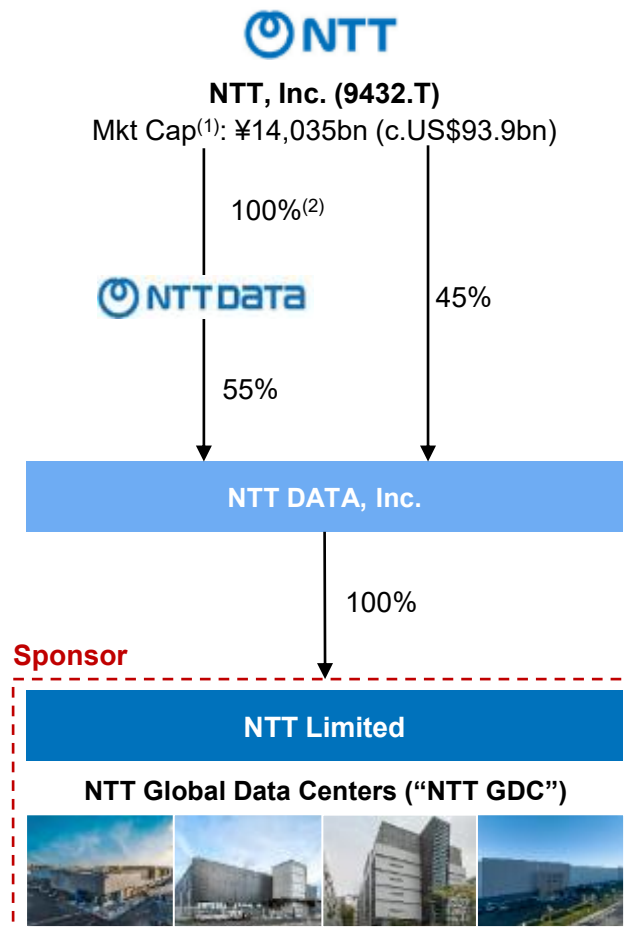 NTT
NTT, Inc. (9432.T)
Mkt Cap(1): ¥14,035bn (c.US$93.9bn)
100%(2)
NTT DATA
45%
55%
NTT DATA, Inc.
100%
Sponsor
NTT Limited
NTT Global Data Centers (“NTT GDC”)